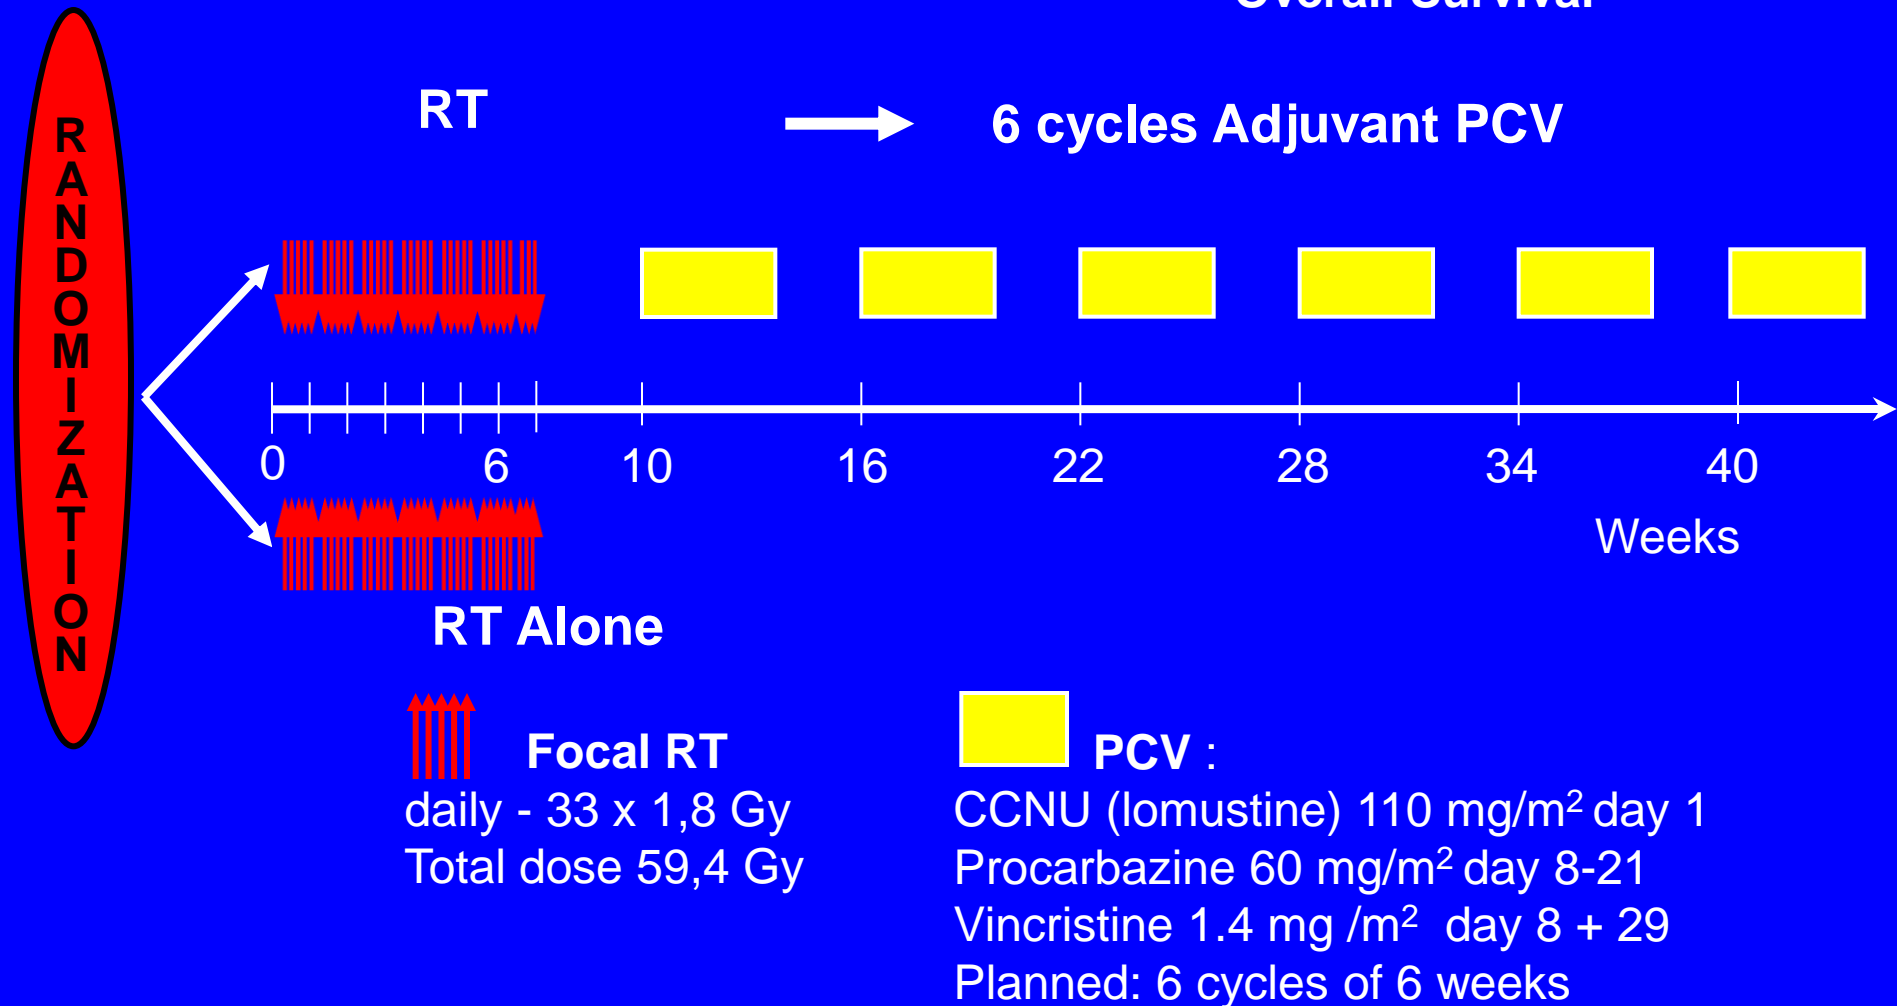 Overall Survival
RT
6 cycles Adjuvant PCV
RANDOMIZATION
0 6 10 16 22 28 34 40
Weeks
RT Alone
Focal RT
daily - 33 x 1,8 Gy
Total dose 59,4 Gy
PCV :
CCNU (lomustine) 110 mg/m² day 1
Procarbazine 60 mg/m² day 8-21
Vincristine 1.4 mg /m² day 8 + 29
Planned: 6 cycles of 6 weeks